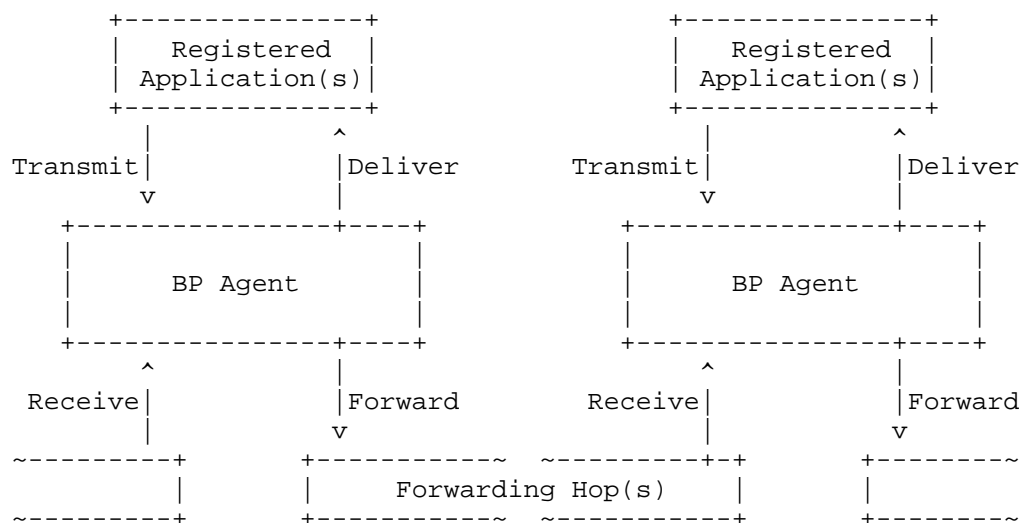 Registered Registered
Application(s) Application(s)
Transmit Deliver Transmit Deliver
BP Agent BP Agent
Receive Forward Receive Forward
Forwarding Hop(s)